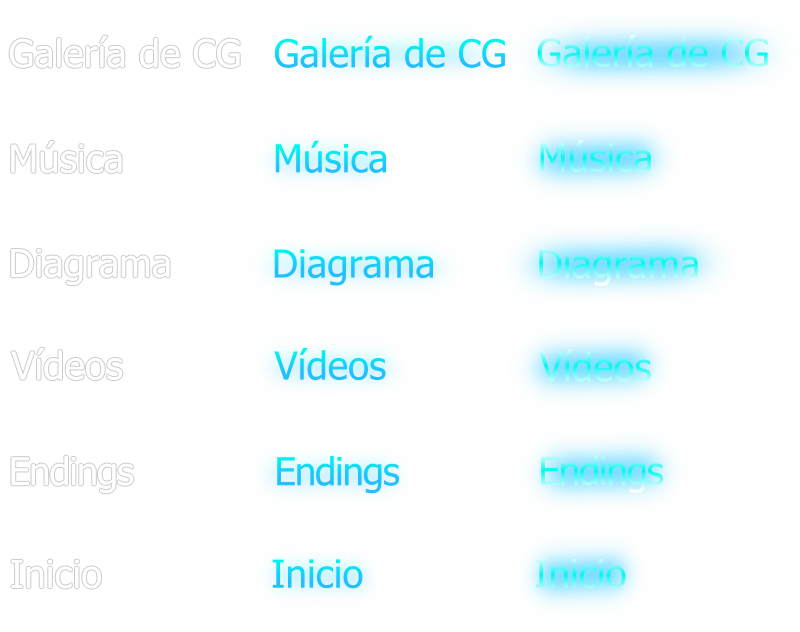 Galería de CG Galería de CG Galería de CG
Música Música Música
Diagrama Diagrama Diagrama
Vídeos Vídeos Vídeos
Endings Endings Endings
Inicio Inicio Inicio